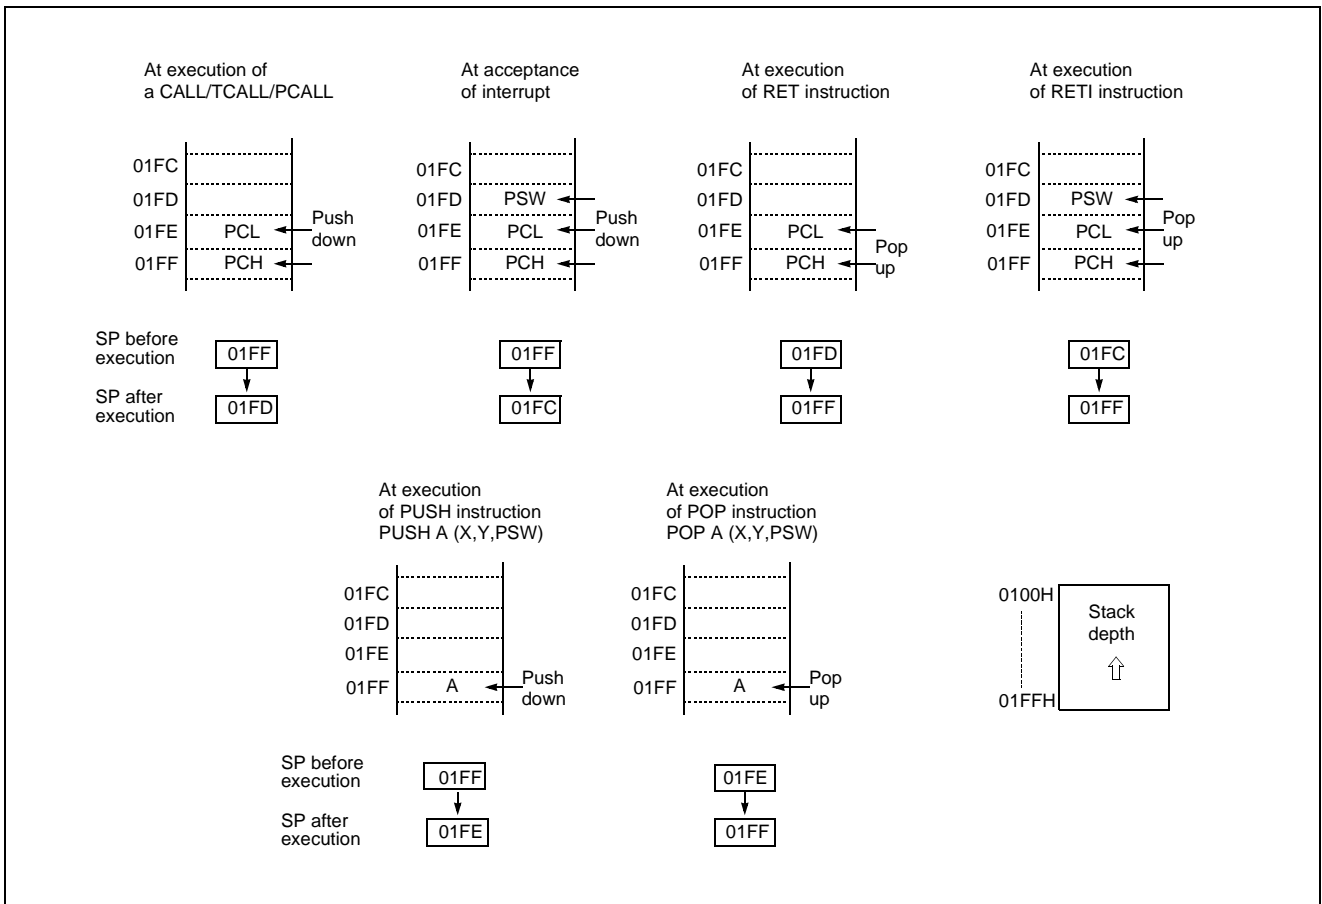 At execution of
a CALL/TCALL/PCALL
01FC
01FD
01FE PCL Push
down
01FF PCH
SP before
execution 01FF
SP after
execution 01FD
At acceptance
of interrupt
01FC
01FD PSW
01FE PCL Push
down
01FF PCH
01FF
01FC
At execution
of RET instruction
01FC
01FD
01FE PCL
Pop
up
01FF PCH
01FD
01FF
At execution
of RETI instruction
01FC
01FD PSW
01FE PCL Pop
up
01FF PCH
01FC
01FF
At execution
of PUSH instruction
PUSH A (X,Y,PSW)
01FC
01FD
01FE
01FF A Push
down
SP before
execution 01FF
SP after
execution 01FE
At execution
of POP instruction
POP A (X,Y,PSW)
01FC
01FD
01FE
01FF A Pop
up
01FE
01FF
0100H
Stack
depth
01FFH